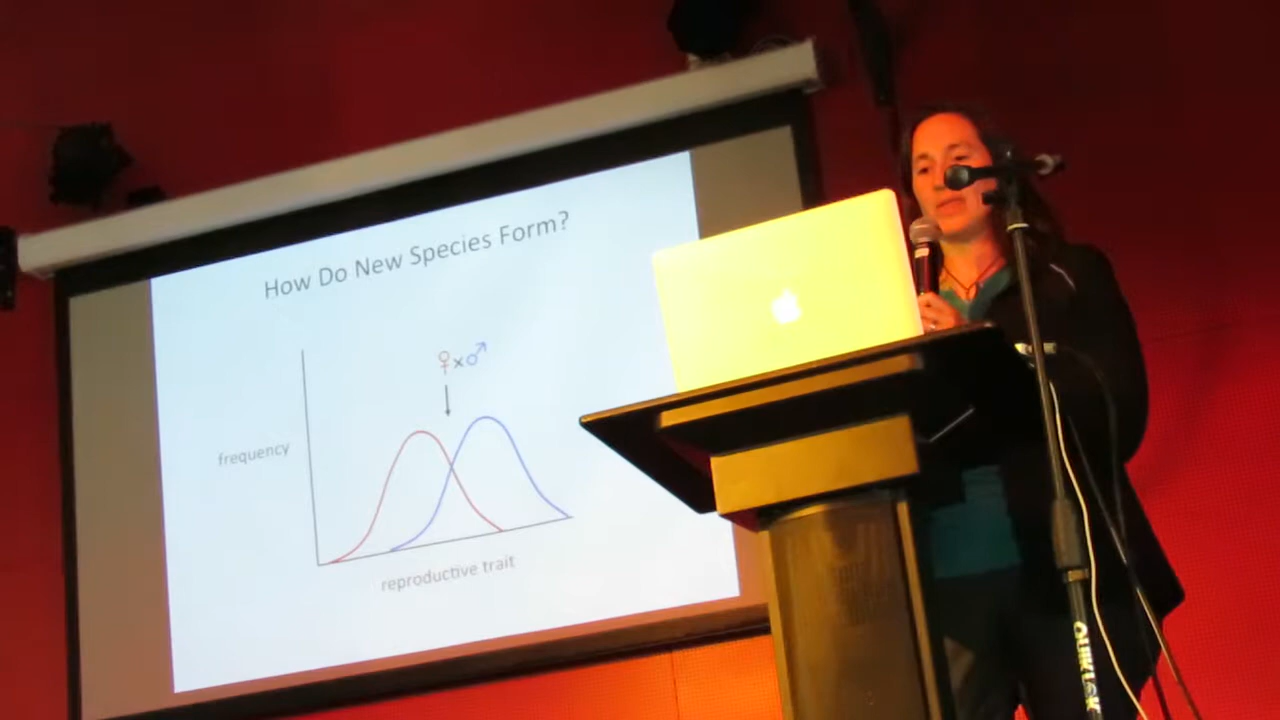 How Do New Species Form?
♀x♂
frequency
reproductive trait